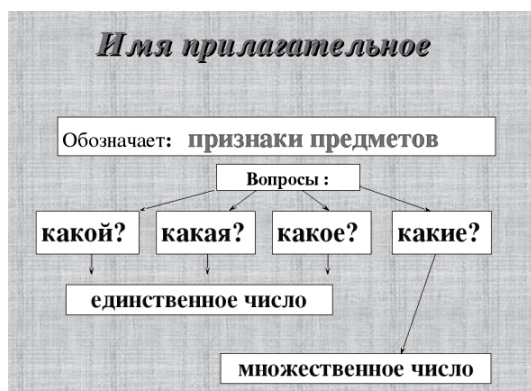 Имя прилагательное
Обозначает: признаки предметов
Вопросы :
какой? какая? какое? какие?
единственное число
множественное число